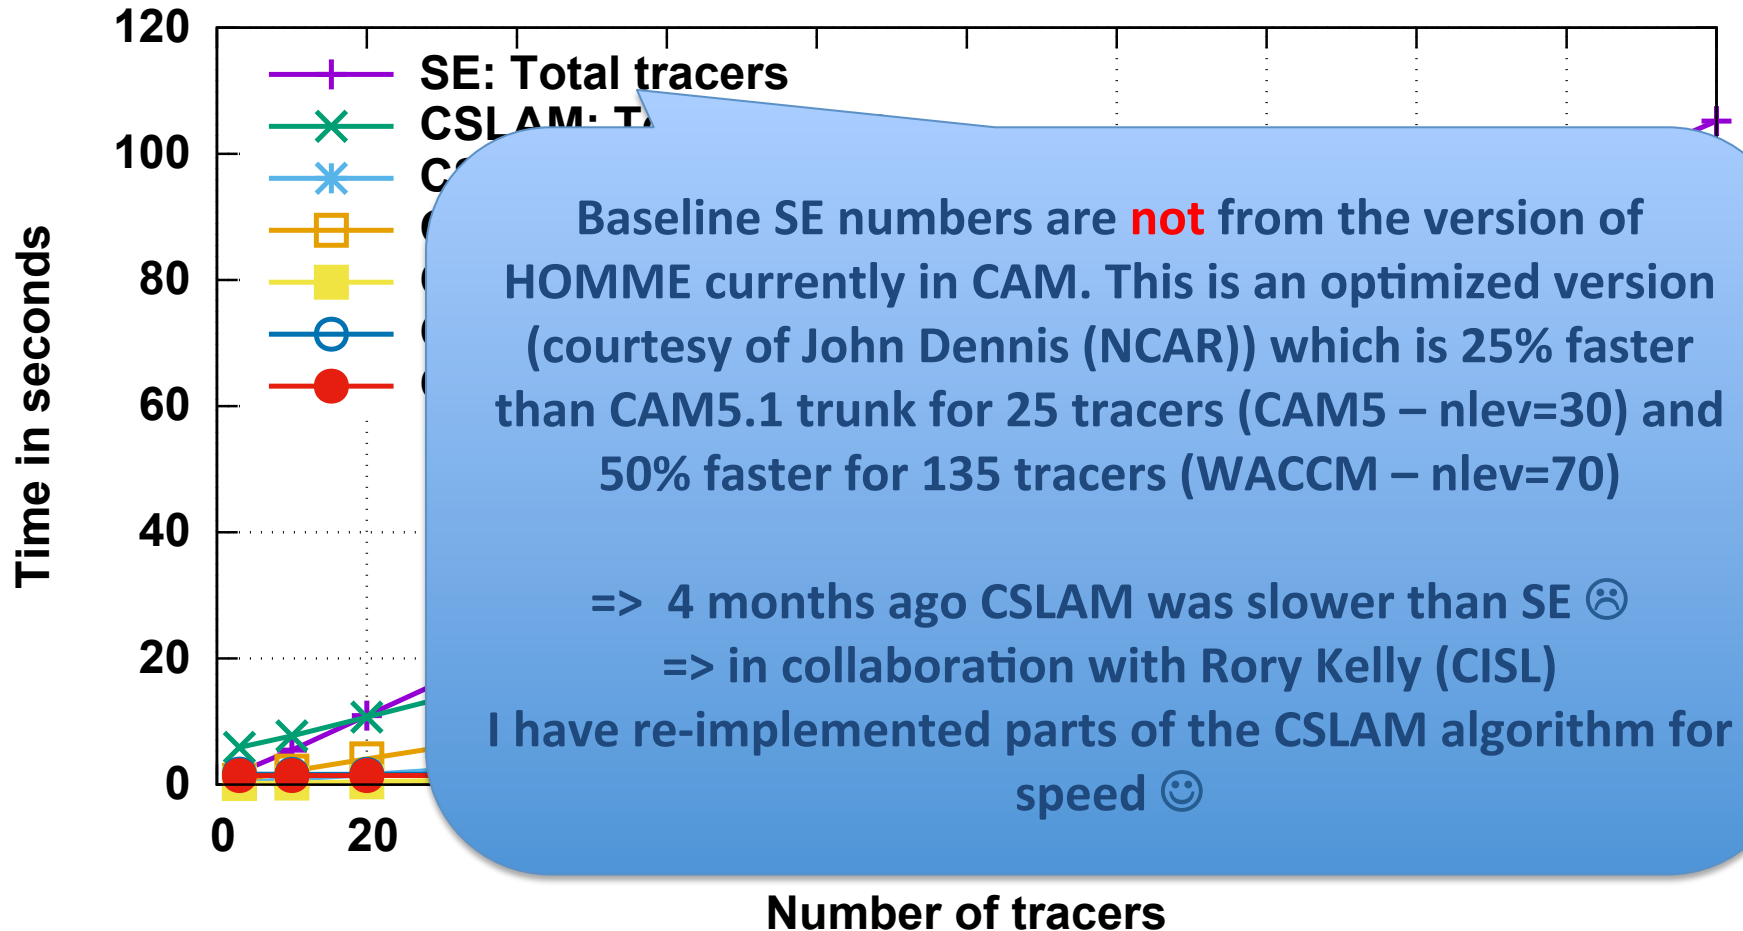 120
100
80
60
40
20
0
0 20
Time in seconds
Number of tracers
SE: Total tracers
CSLAM:
Baseline SE numbers are not from the version of
HOMME currently in CAM. This is an optimized version
(courtesy of John Dennis (NCAR)) which is 25% faster
than CAM5.1 trunk for 25 tracers (CAM5 – nlev=30) and
50% faster for 135 tracers (WACCM – nlev=70)
=> 4 months ago CSLAM was slower than SE ☹
=> in collaboration with Rory Kelly (CISL)
I have re-implemented parts of the CSLAM algorithm for
speed ☺